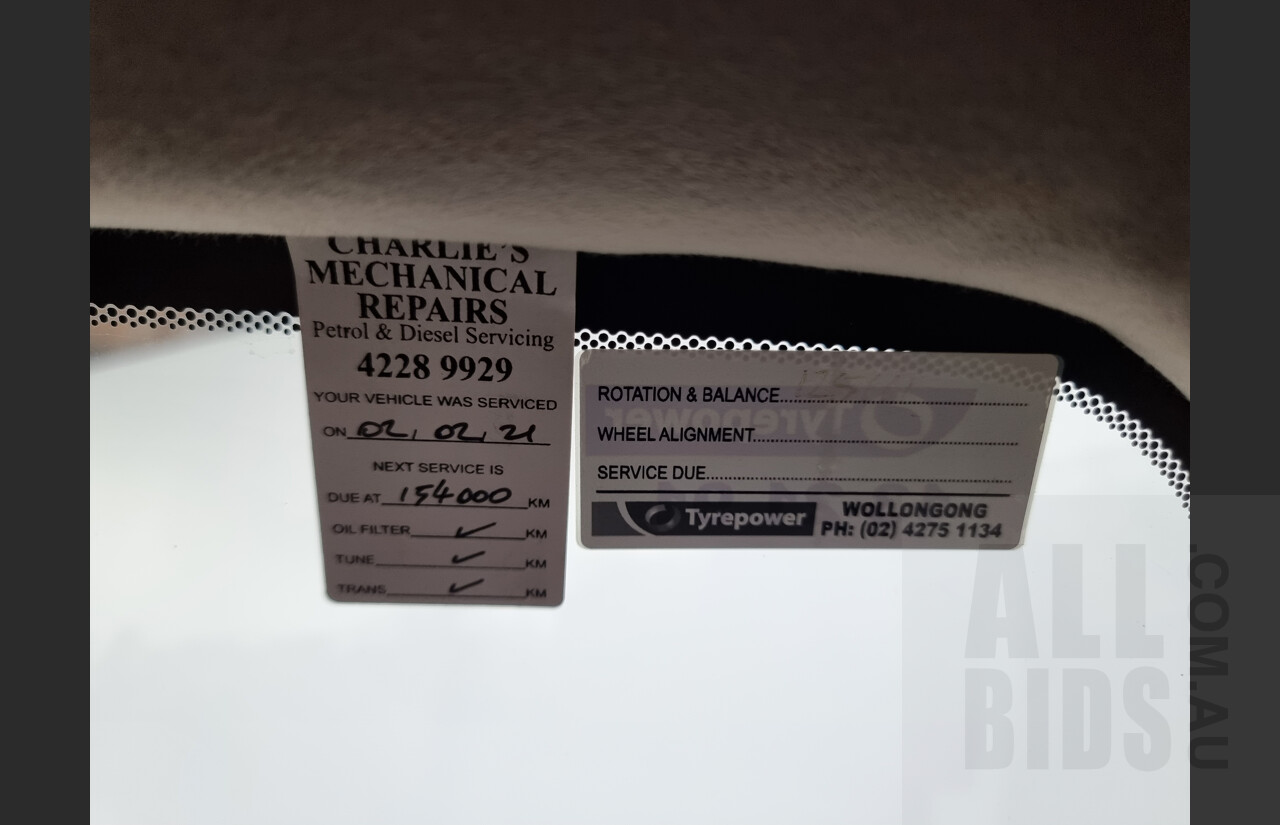 CHARLIE'S
MECHANICAL
REPAIRS
Petrol & Diesel Servicing
4228 9929
YOUR VEHICLE WAS SERVICED
ON 02, 02, 21
NEXT SERVICE IS
DUE AT 154000 KM
OIL FILTER ✓ KM
TUNE ✓ KM
TRANS ✓ KM
ROTATION & BALANCE
WHEEL ALIGNMENT
SERVICE DUE
Tyrepower
WOLLONGONG
PH: (02) 4275 1134
ALL
BIDS
.COM.AU